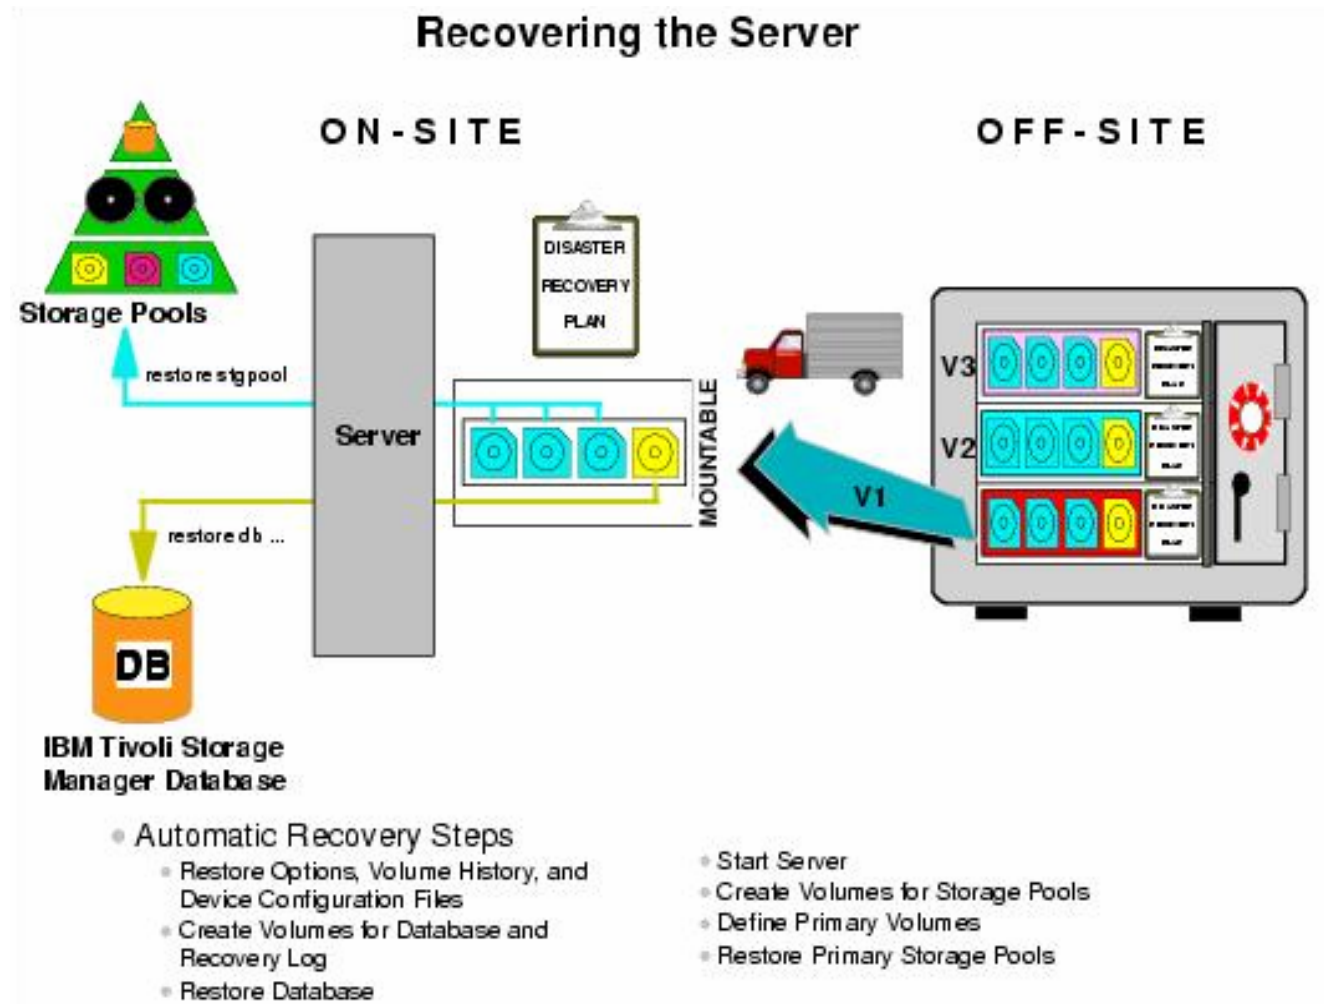 Recovering the Server
ON-SITE
OFF-SITE
DISASTER
RECOVERY
PLAN
Storage Pools
restore stgpool
Server
MOUNTABLE
V3
V2
V1
restore db ...
DB
IBM Tivoli Storage
Manager Database
Automatic Recovery Steps
Restore Options, Volume History, and
Device Configuration Files
Create Volumes for Database and
Recovery Log
Restore Database
Start Server
Create Volumes for Storage Pools
Define Primary Volumes
Restore Primary Storage Pools